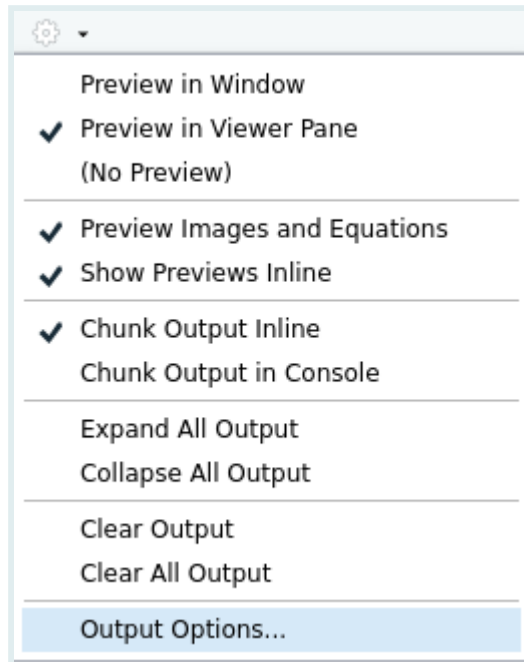 Preview in Window
Preview in Viewer Pane
(No Preview)
Preview Images and Equations
Show Previews Inline
Chunk Output Inline
Chunk Output in Console
Expand All Output
Collapse All Output
Clear Output
Clear All Output
Output Options...